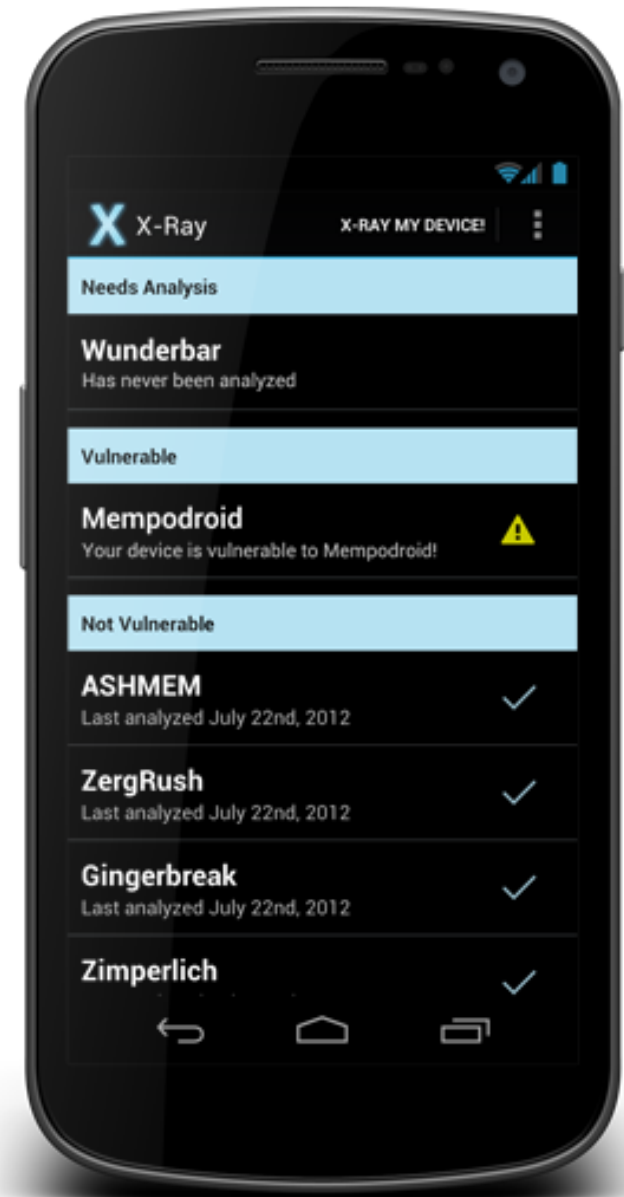 X X-Ray X-RAY MY DEVICE!
Needs Analysis
Wunderbar
Has never been analyzed
Vulnerable
Mempodroid
Your device is vulnerable to Mempodroid!
Not Vulnerable
ASHMEM
Last analyzed July 22nd, 2012
ZergRush
Last analyzed July 22nd, 2012
Gingerbreak
Last analyzed July 22nd, 2012
Zimperlich